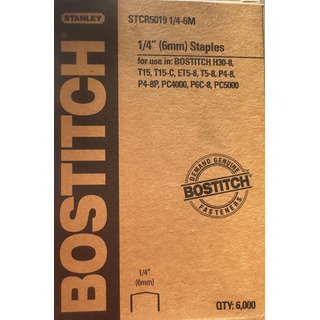 STANLEY
STCR5019 1/4-6M
BOSTITCH
1/4" (6mm) Staples
for use in: BOSTITCH H30-8,
T15, T15-C, ET5-8, T5-8, P4-8,
P4-8P, PC4000, P6C-8, PC5000
DEMAND GENUINE
BOSTITCH
FASTENERS
1/4"
(6mm)
QTY: 6,000